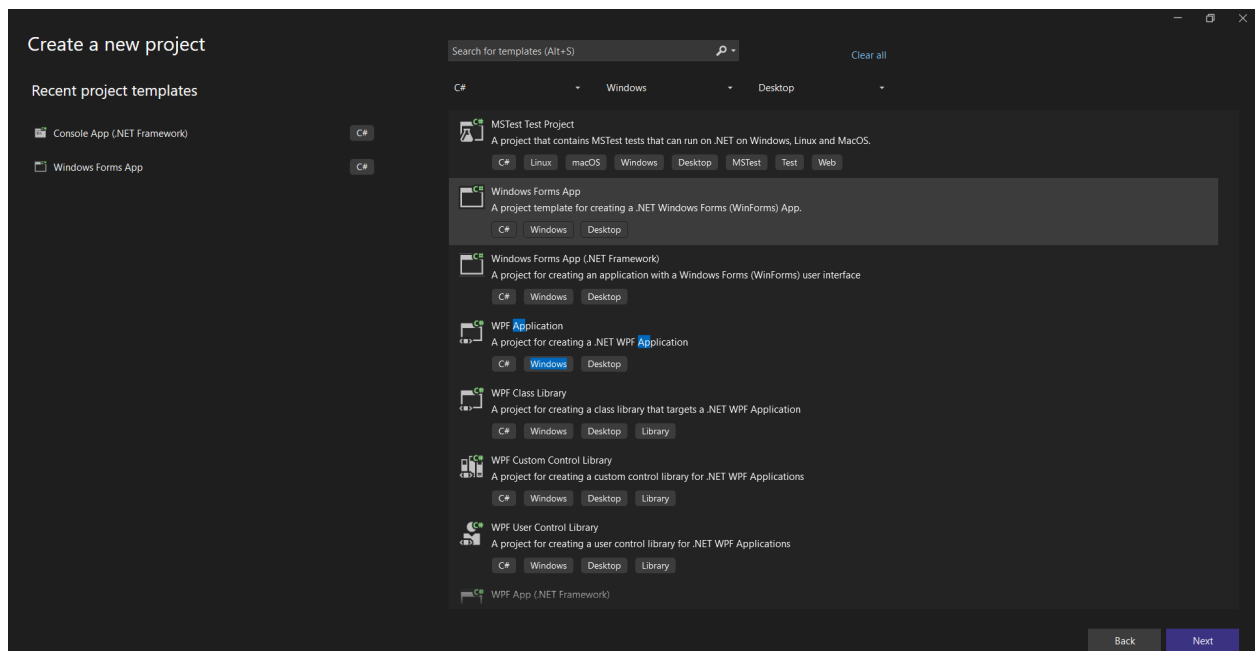 Create a new project
Recent project templates
Console App (.NET Framework) C#
Windows Forms App C#
Search for templates (Alt+S)
Clear all
C# Windows Desktop
MSTest Test Project
A project that contains MSTest tests that can run on .NET on Windows, Linux and MacOS.
C# Linux macOS Windows Desktop MSTest Test Web
Windows Forms App
A project template for creating a .NET Windows Forms (WinForms) App.
C# Windows Desktop
Windows Forms App (.NET Framework)
A project for creating an application with a Windows Forms (WinForms) user interface
C# Windows Desktop
WPF Application
A project for creating a .NET WPF Application
C# Windows Desktop
WPF Class Library
A project for creating a class library that targets a .NET WPF Application
C# Windows Desktop Library
WPF Custom Control Library
A project for creating a custom control library for .NET WPF Applications
C# Windows Desktop Library
WPF User Control Library
A project for creating a user control library for .NET WPF Applications
C# Windows Desktop Library
WPF App (.NET Framework)
Back Next